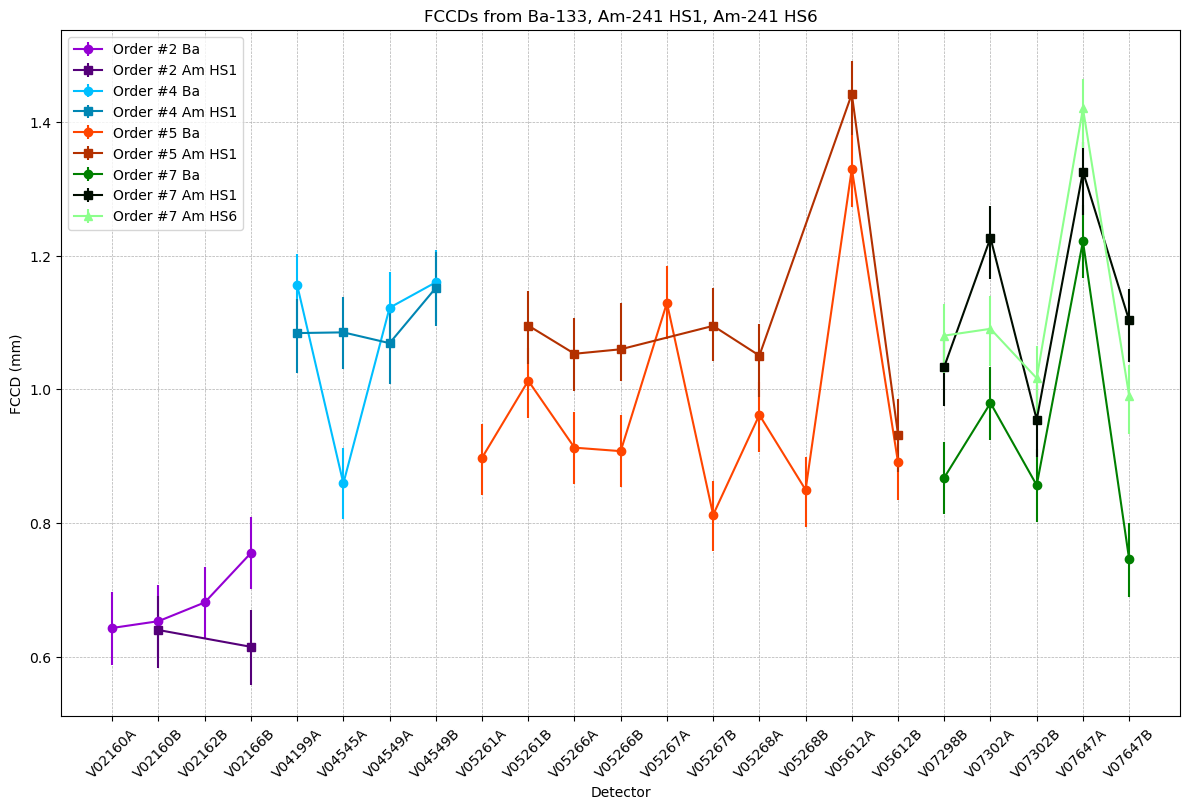 FCCDs from Ba-133, Am-241 HS1, Am-241 HS6
Order #2 Ba
Order #2 Am HS1
Order #4 Ba
Order #4 Am HS1
Order #5 Ba
Order #5 Am HS1
Order #7 Ba
Order #7 Am HS1
Order #7 Am HS6
1.4
1.2
1.0
0.8
0.6
FCCD (mm)
V02160A
V02160B
V02162B
V02166B
V04199A
V04545A
V04549A
V04549B
V05261A
V05261B
V05266A
V05266B
V05267A
V05267B
V05268A
V05268B
V05612A
V05612B
V07298B
V07302A
V07302B
V07647A
V07647B
Detector